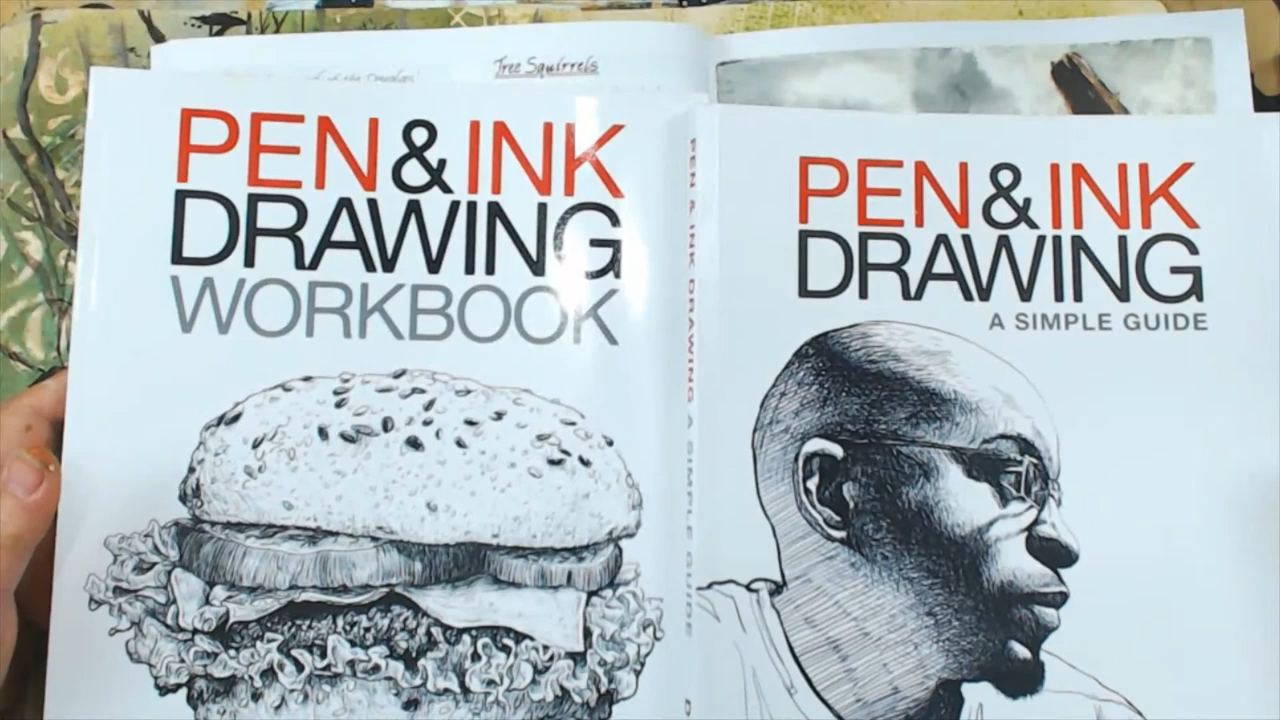 Tree Squirrels
PEN & INK
DRAWING
WORKBOOK
PEN & INK DRAWING A SIMPLE GUIDE
PEN & INK
DRAWING
A SIMPLE GUIDE